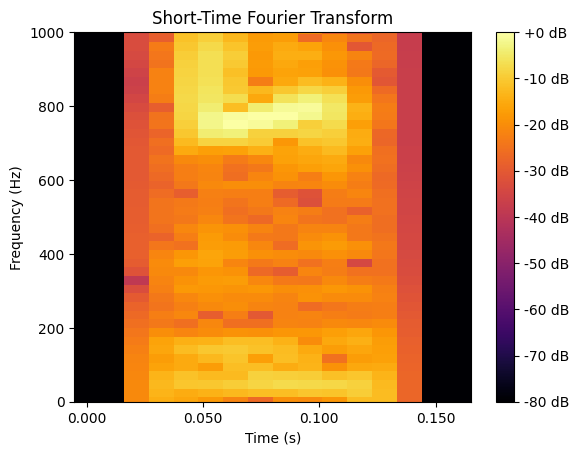 Short-Time Fourier Transform
Frequency (Hz)
1000
800
600
400
200
0
0.000
0.050
0.100
0.150
Time (s)
+0 dB
-10 dB
-20 dB
-30 dB
-40 dB
-50 dB
-60 dB
-70 dB
-80 dB